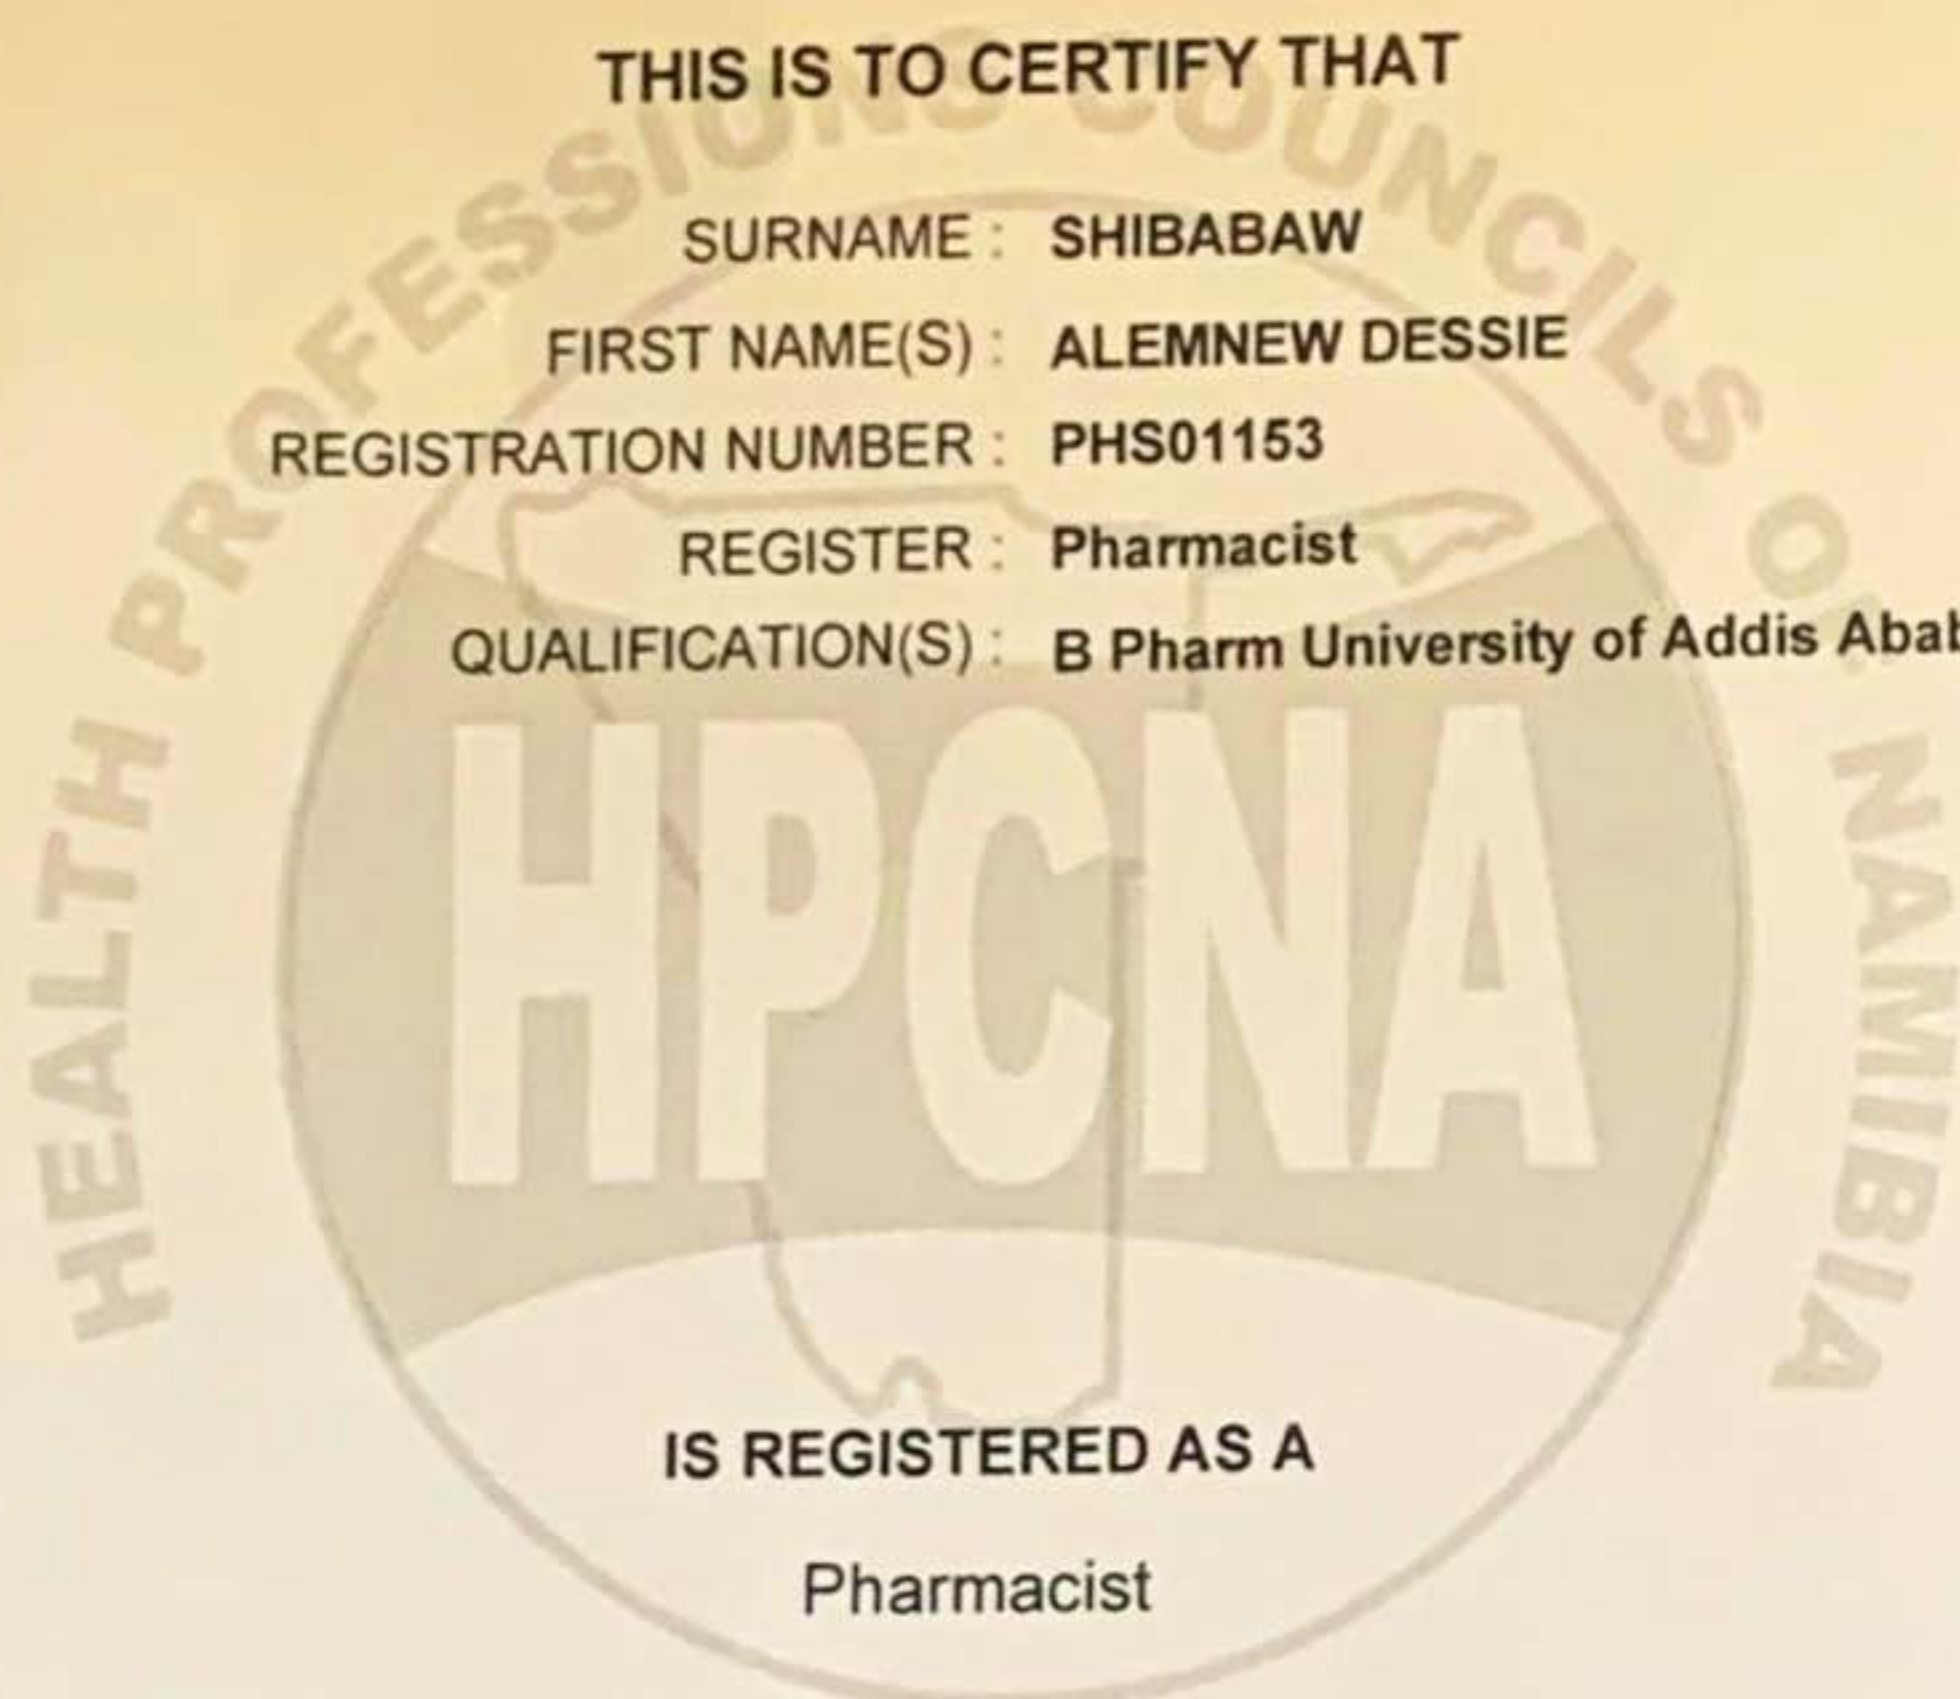 THIS IS TO CERTIFY THAT
SURNAME : SHIBABAW
FIRST NAME(S) : ALEMNEW DESSIE
REGISTRATION NUMBER : PHS01153
REGISTER : Pharmacist
QUALIFICATION(S) : B Pharm University of Addis Abab
HEALTH PROFESSIONS COUNCILS OF NAMIBIA
HPCNA
IS REGISTERED AS A
Pharmacist